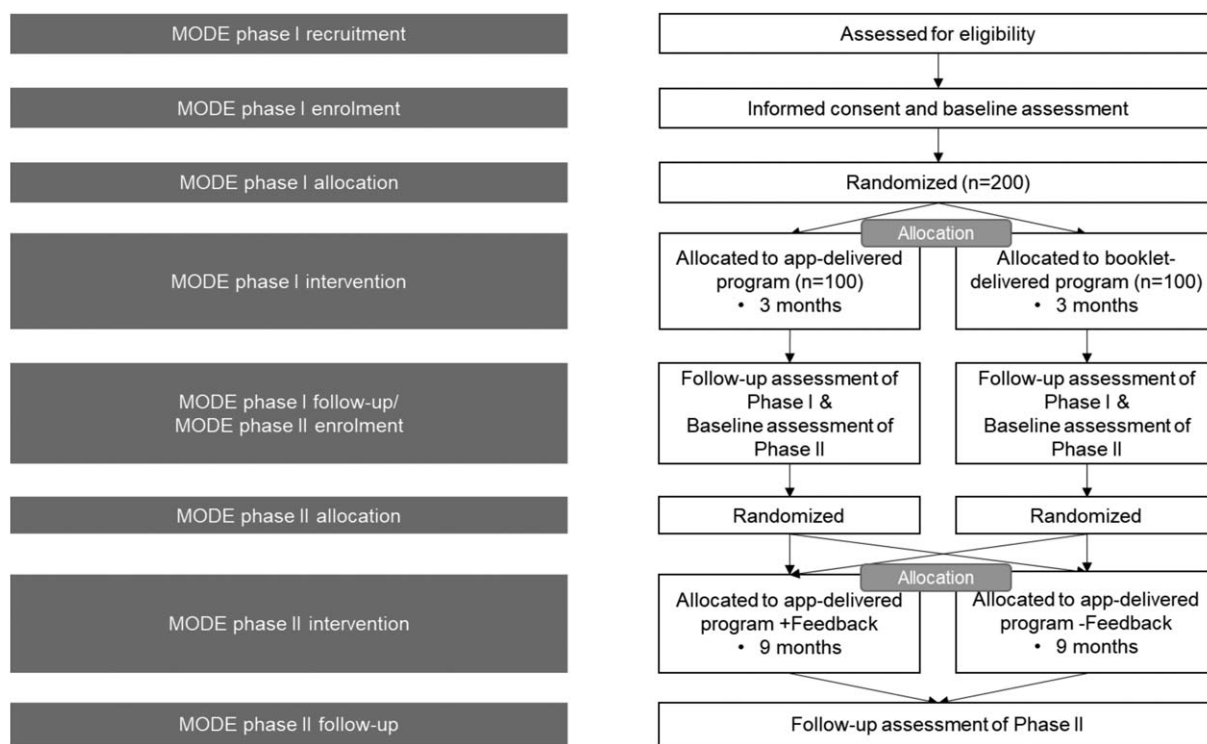 MODE phase I recruitment
Assessed for eligibility
MODE phase I enrolment
Informed consent and baseline assessment
MODE phase I allocation
Randomized (n=200)
Allocation
MODE phase I intervention
Allocated to app-delivered
program (n=100)
• 3 months
Allocated to booklet-
delivered program (n=100)
• 3 months
MODE phase I follow-up/
MODE phase II enrolment
Follow-up assessment of
Phase I &
Baseline assessment of
Phase II
Follow-up assessment of
Phase I &
Baseline assessment of
Phase II
MODE phase II allocation
Randomized
Randomized
Allocation
MODE phase II intervention
Allocated to app-delivered
program +Feedback
• 9 months
Allocated to app-delivered
program -Feedback
• 9 months
MODE phase II follow-up
Follow-up assessment of Phase II